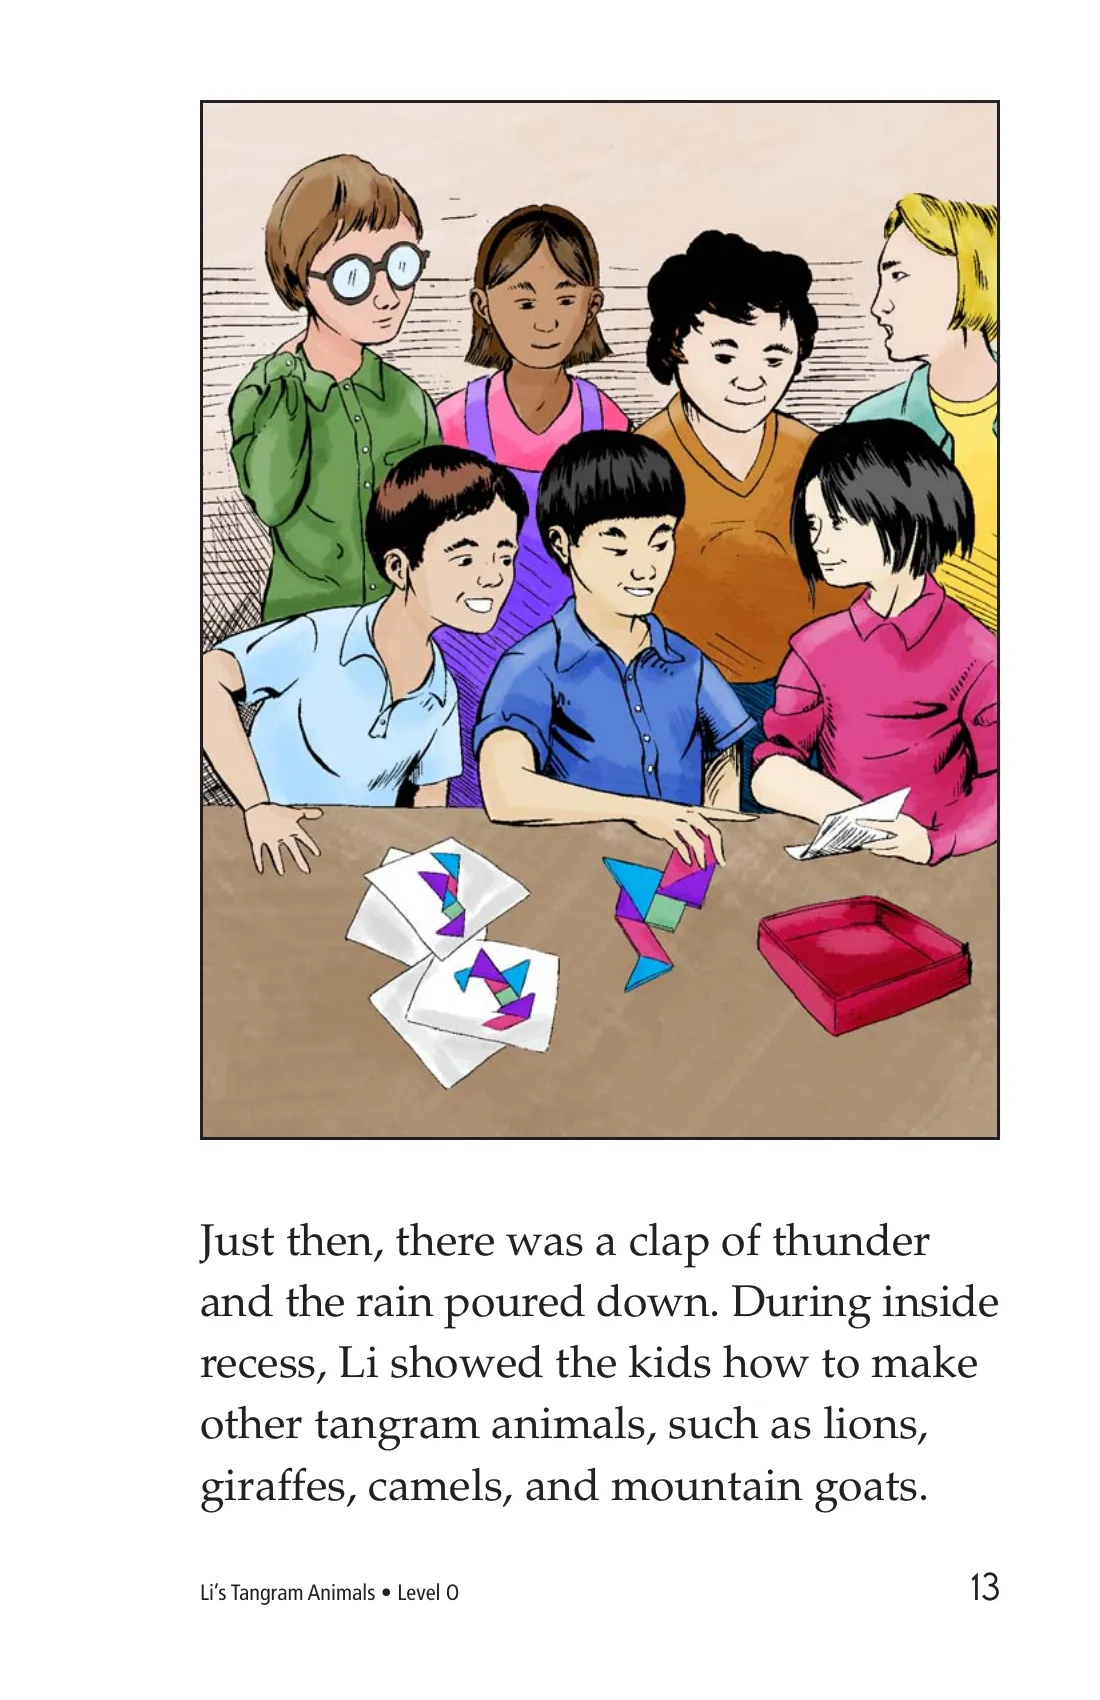 Just then, there was a clap of thunder
and the rain poured down. During inside
recess, Li showed the kids how to make
other tangram animals, such as lions,
giraffes, camels, and mountain goats.
Li’s Tangram Animals • Level O
13